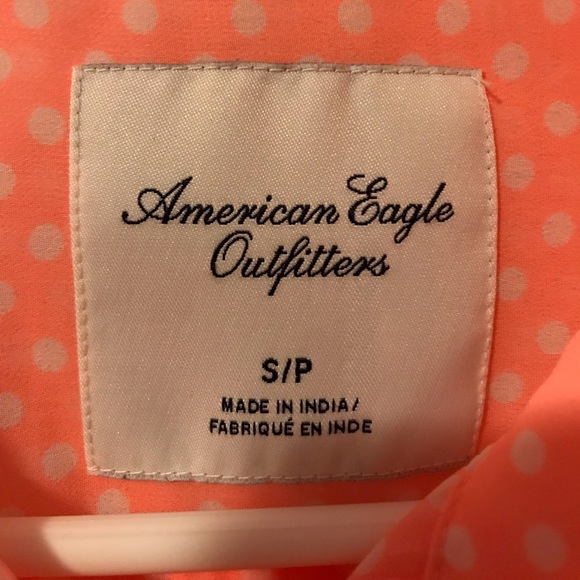 American Eagle
Outfitters
S/P
MADE IN INDIA/
FABRIQUÉ EN INDE